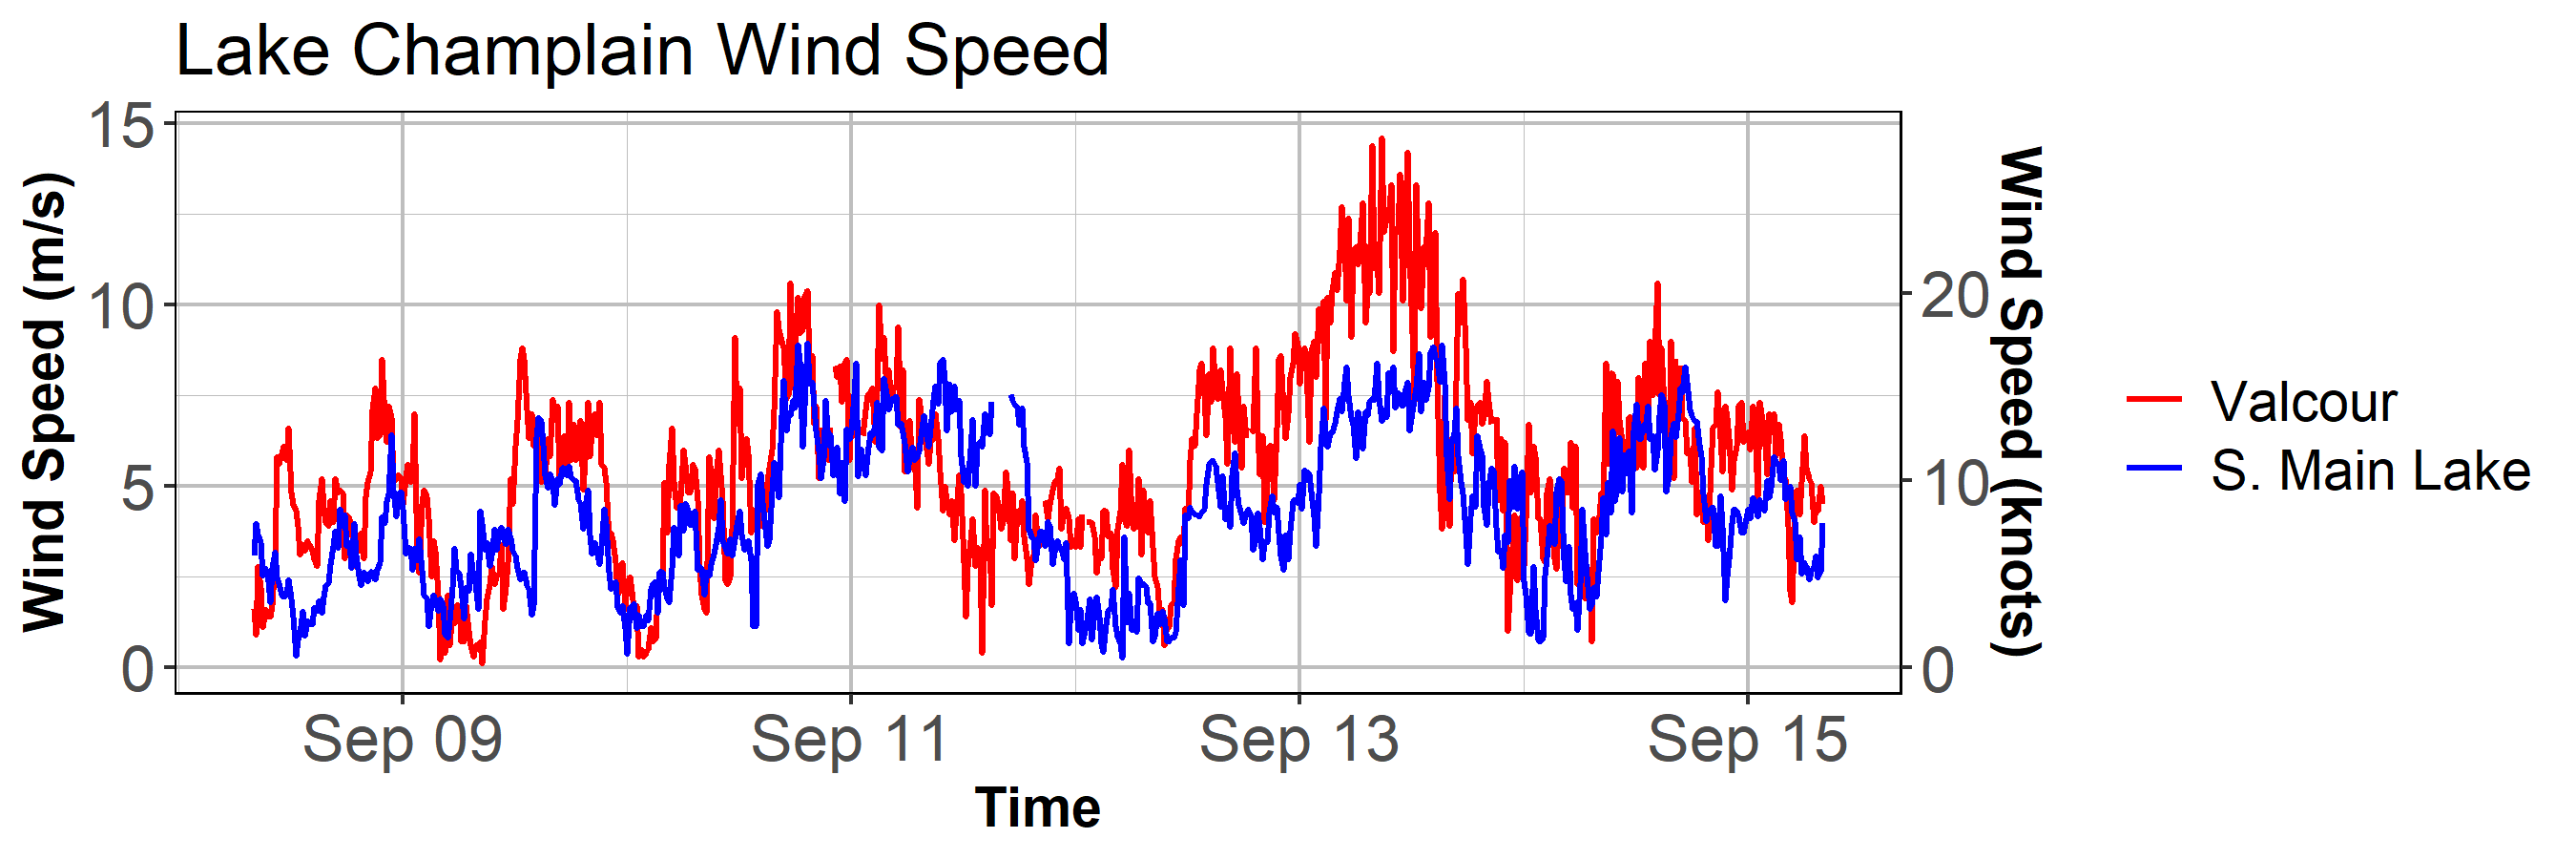 Lake Champlain Wind Speed
Wind Speed (m/s)
15
10
5
0
Sep 09
Sep 11
Sep 13
Sep 15
Time
20
10
0
Wind Speed (knots)
Valcour
S. Main Lake